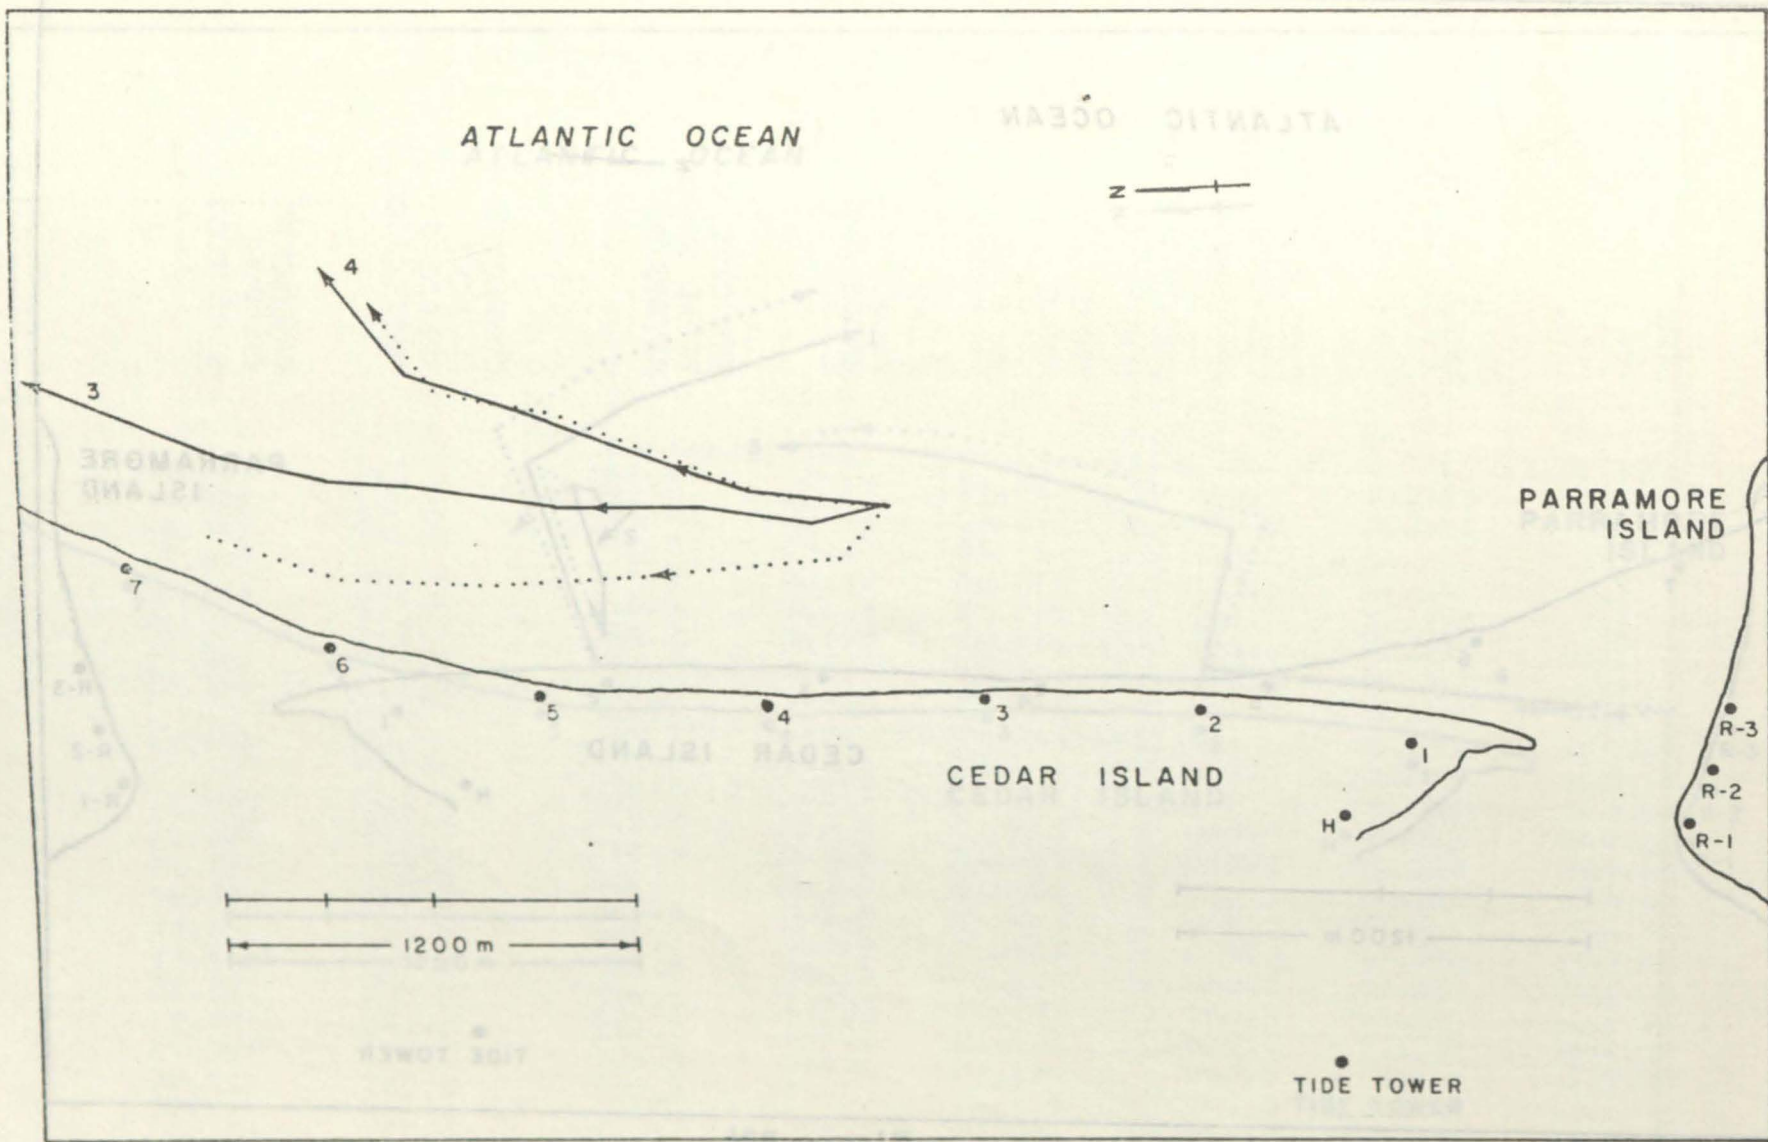 ATLANTIC OCEAN
N
4
3
PARRAMORE
ISLAND
7
6
5
4
3
2
1
R-3
R-2
R-1
CEDAR ISLAND
H
1200 m
TIDE TOWER